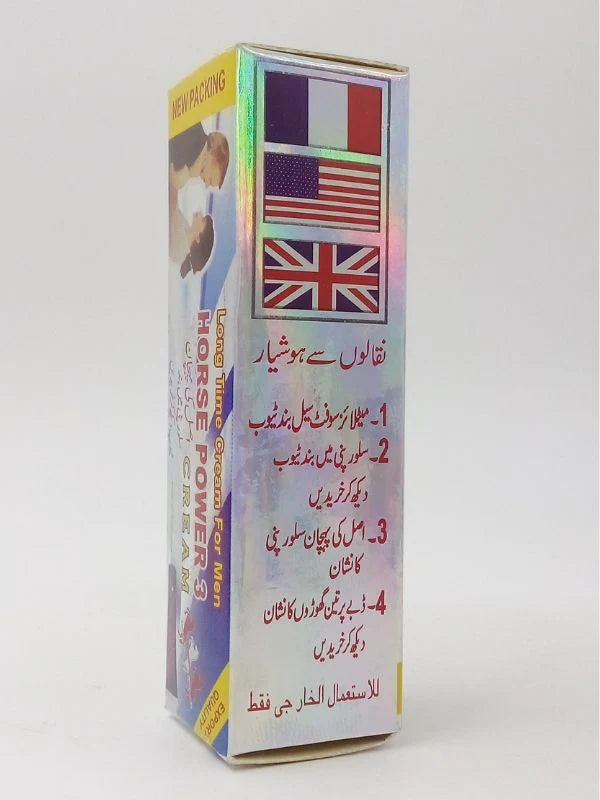 NEW PACKING
Long Time Cream For Men
HORSE POWER 3
CREAM
EXPORT
QUALITY
نقالوں سے ہوشیار
1۔ میٹلائز سوفٹ سیل بند ٹیوب
2۔ سلور پنی میں بند ٹیوب
دیکھ کر خریدیں
3۔ اصل کی پہچان سلور پنی
کا نشان
4۔ ڈبے پر تین گھوڑوں کا نشان
دیکھ کر خریدیں
للاستعمال الخارجی فقط